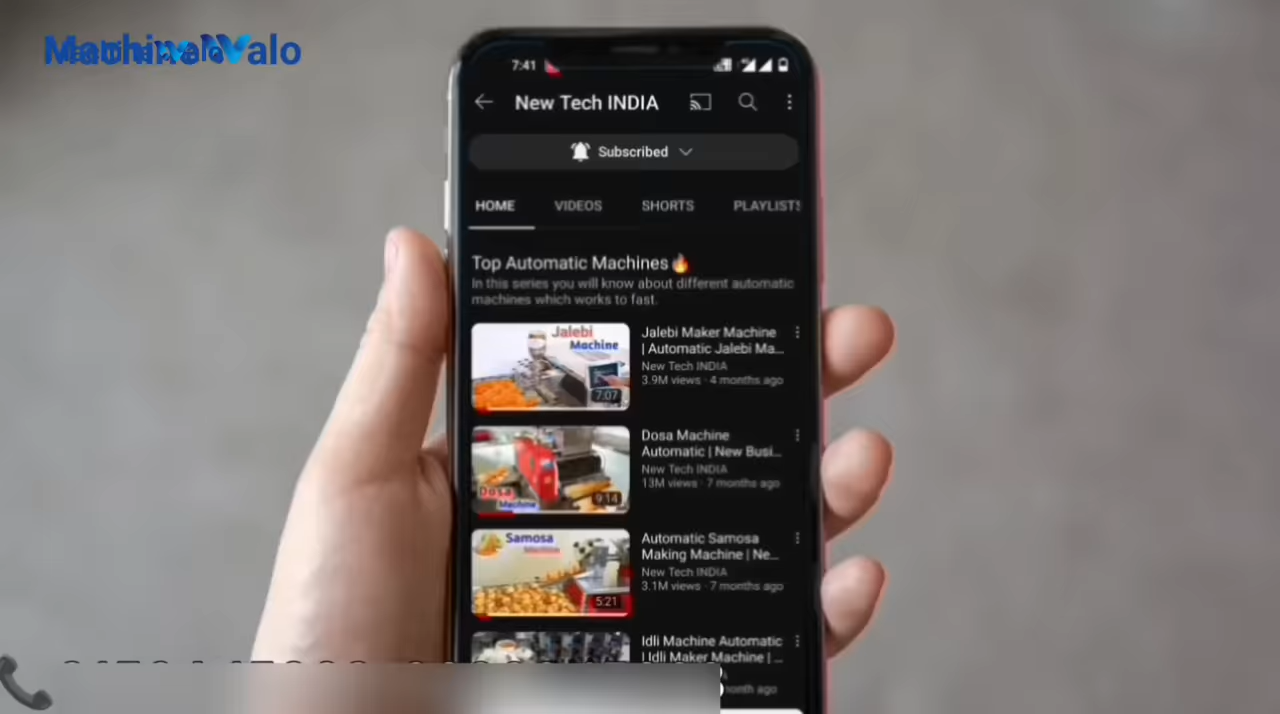 MachineWalo
7:41
New Tech INDIA
Subscribed
HOME VIDEOS SHORTS PLAYLISTS
Top Automatic Machines🔥
In this series you will know about different automatic
machines which works to fast.
Jalebi
Machine
7:07
Jalebi Maker Machine
| Automatic Jalebi Ma...
New Tech INDIA
3.9M views · 4 months ago
Dosa
Machine
9:14
Dosa Machine
Automatic | New Busi...
New Tech INDIA
13M views · 7 months ago
Samosa
Machine
5:21
Automatic Samosa
Making Machine | Ne...
New Tech INDIA
3.1M views · 7 months ago
Idli Machine Automatic
| Idli Maker Machine | ...
month ago